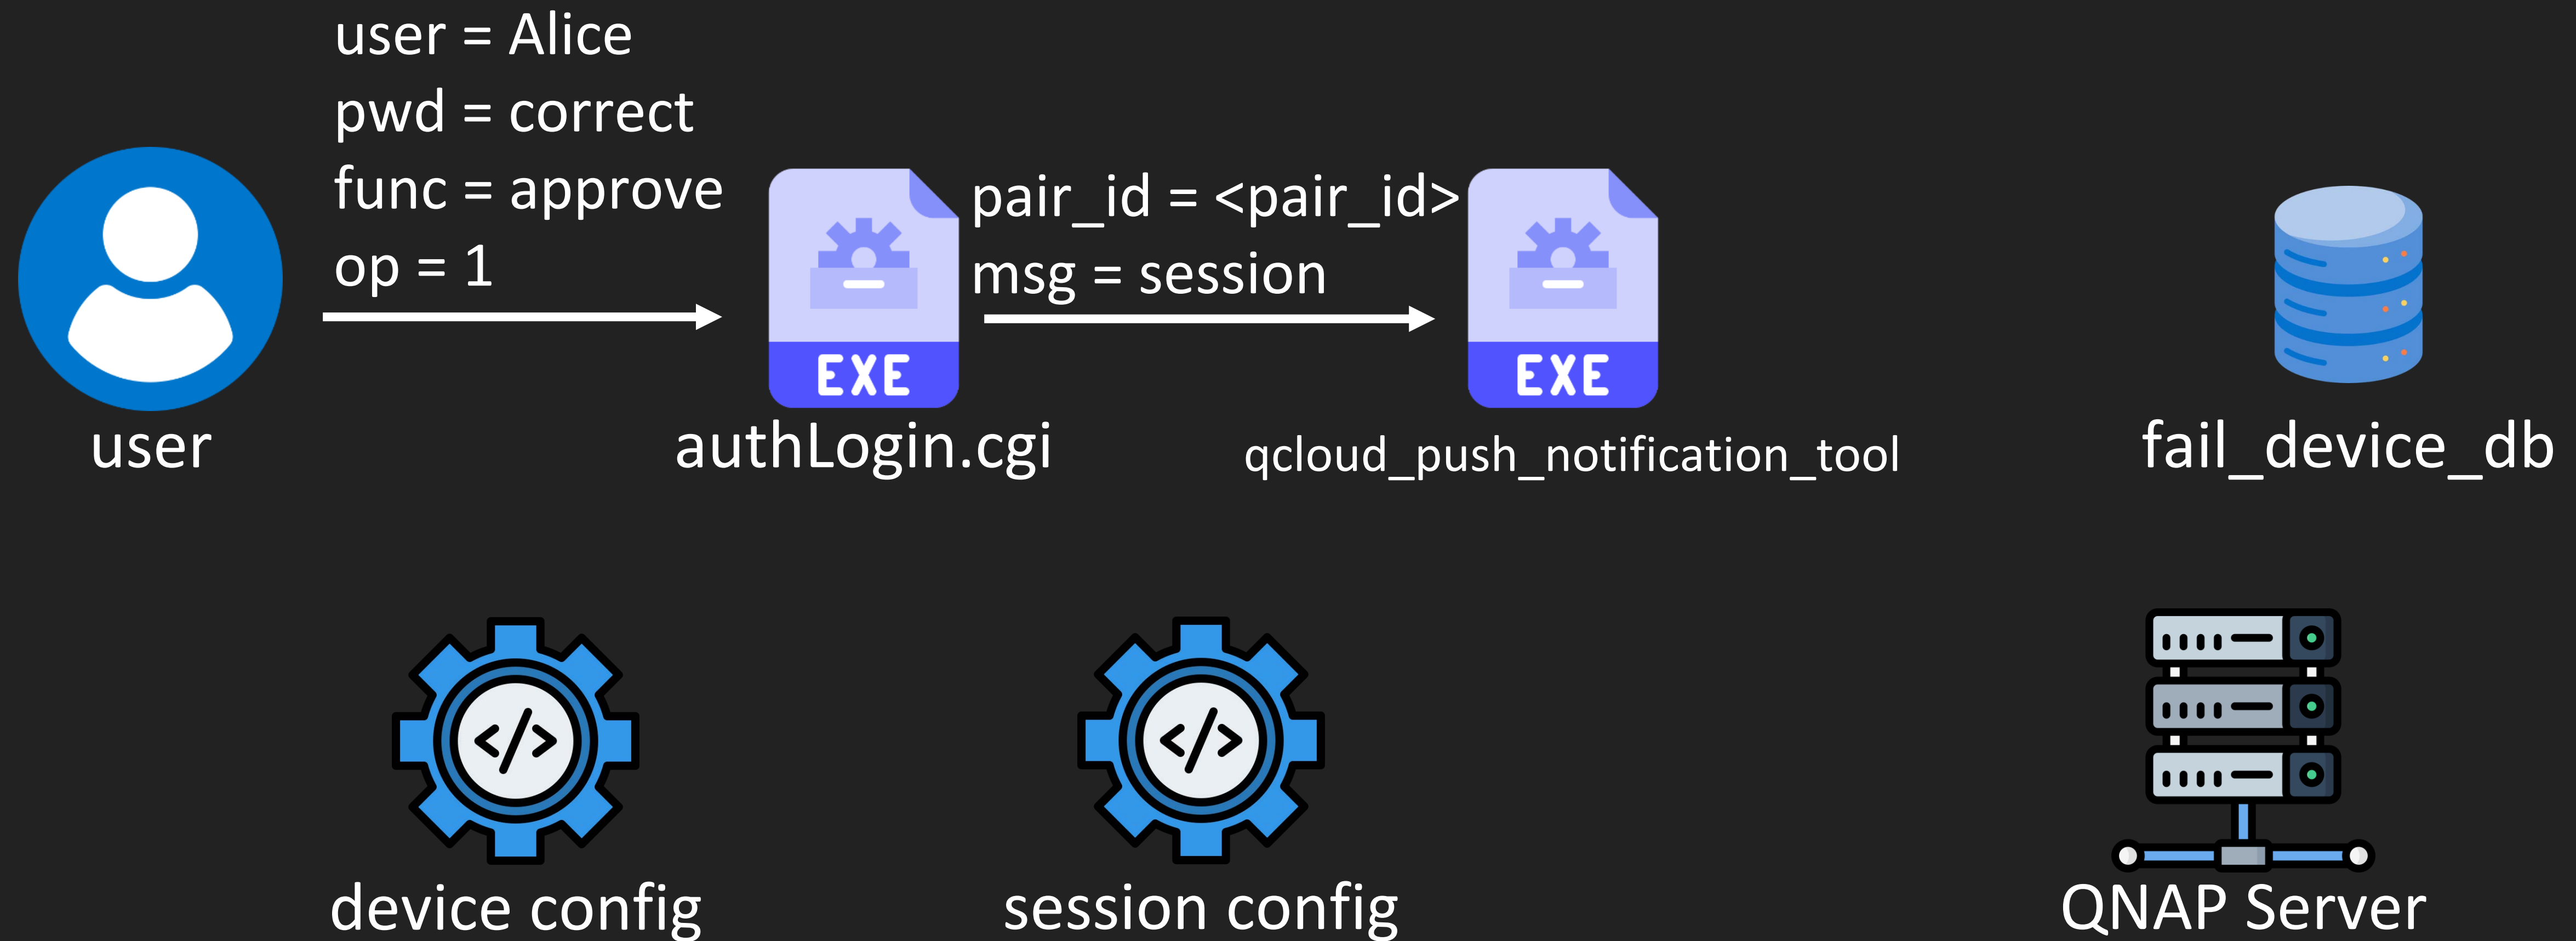 user = Alice
pwd = correct
func = approve
op = 1
pair_id = <pair_id>
msg = session
EXE
EXE
user
authLogin.cgi
qcloud_push_notification_tool
fail_device_db
</>
</>
device config
session config
QNAP Server